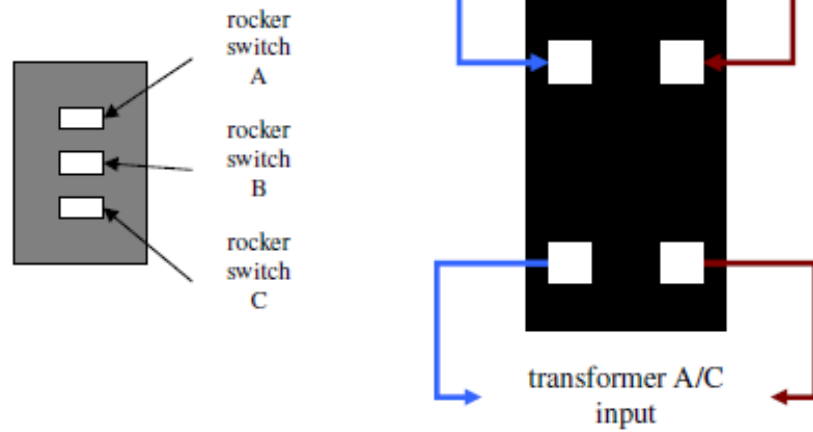 rocker
switch
A
rocker
switch
B
rocker
switch
C
transformer A/C
input